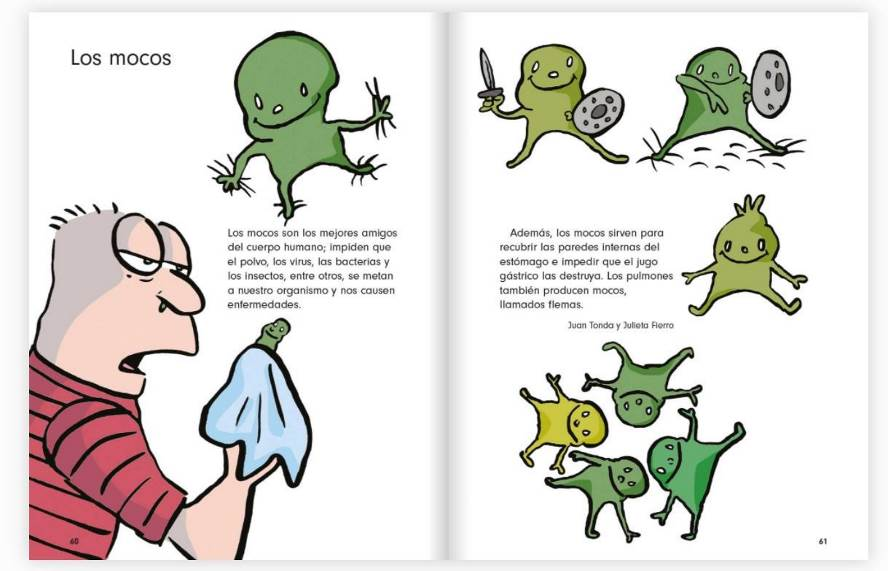 Los mocos
Los mocos son los mejores amigos
del cuerpo humano; impiden que
el polvo, los virus, las bacterias y
los insectos, entre otros, se metan
a nuestro organismo y nos causen
enfermedades.
60
Además, los mocos sirven para
recubrir las paredes internas del
estómago e impedir que el jugo
gástrico las destruya. Los pulmones
también producen mocos,
llamados flemas.
Juan Tonda y Julieta Fierro
61